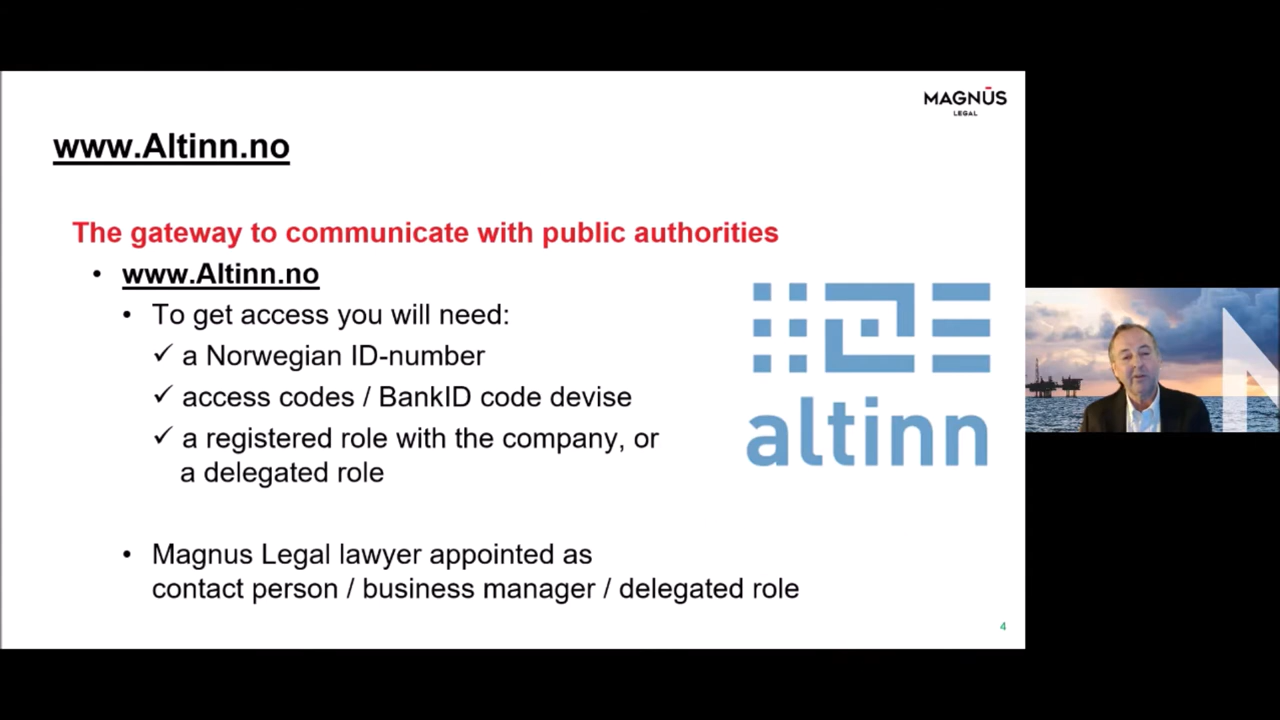 MAGNŪS
LEGAL
www.Altinn.no
The gateway to communicate with public authorities
• www.Altinn.no
• To get access you will need:
✓ a Norwegian ID-number
✓ access codes / BankID code devise
✓ a registered role with the company, or
a delegated role
altinn
• Magnus Legal lawyer appointed as
contact person / business manager / delegated role
4